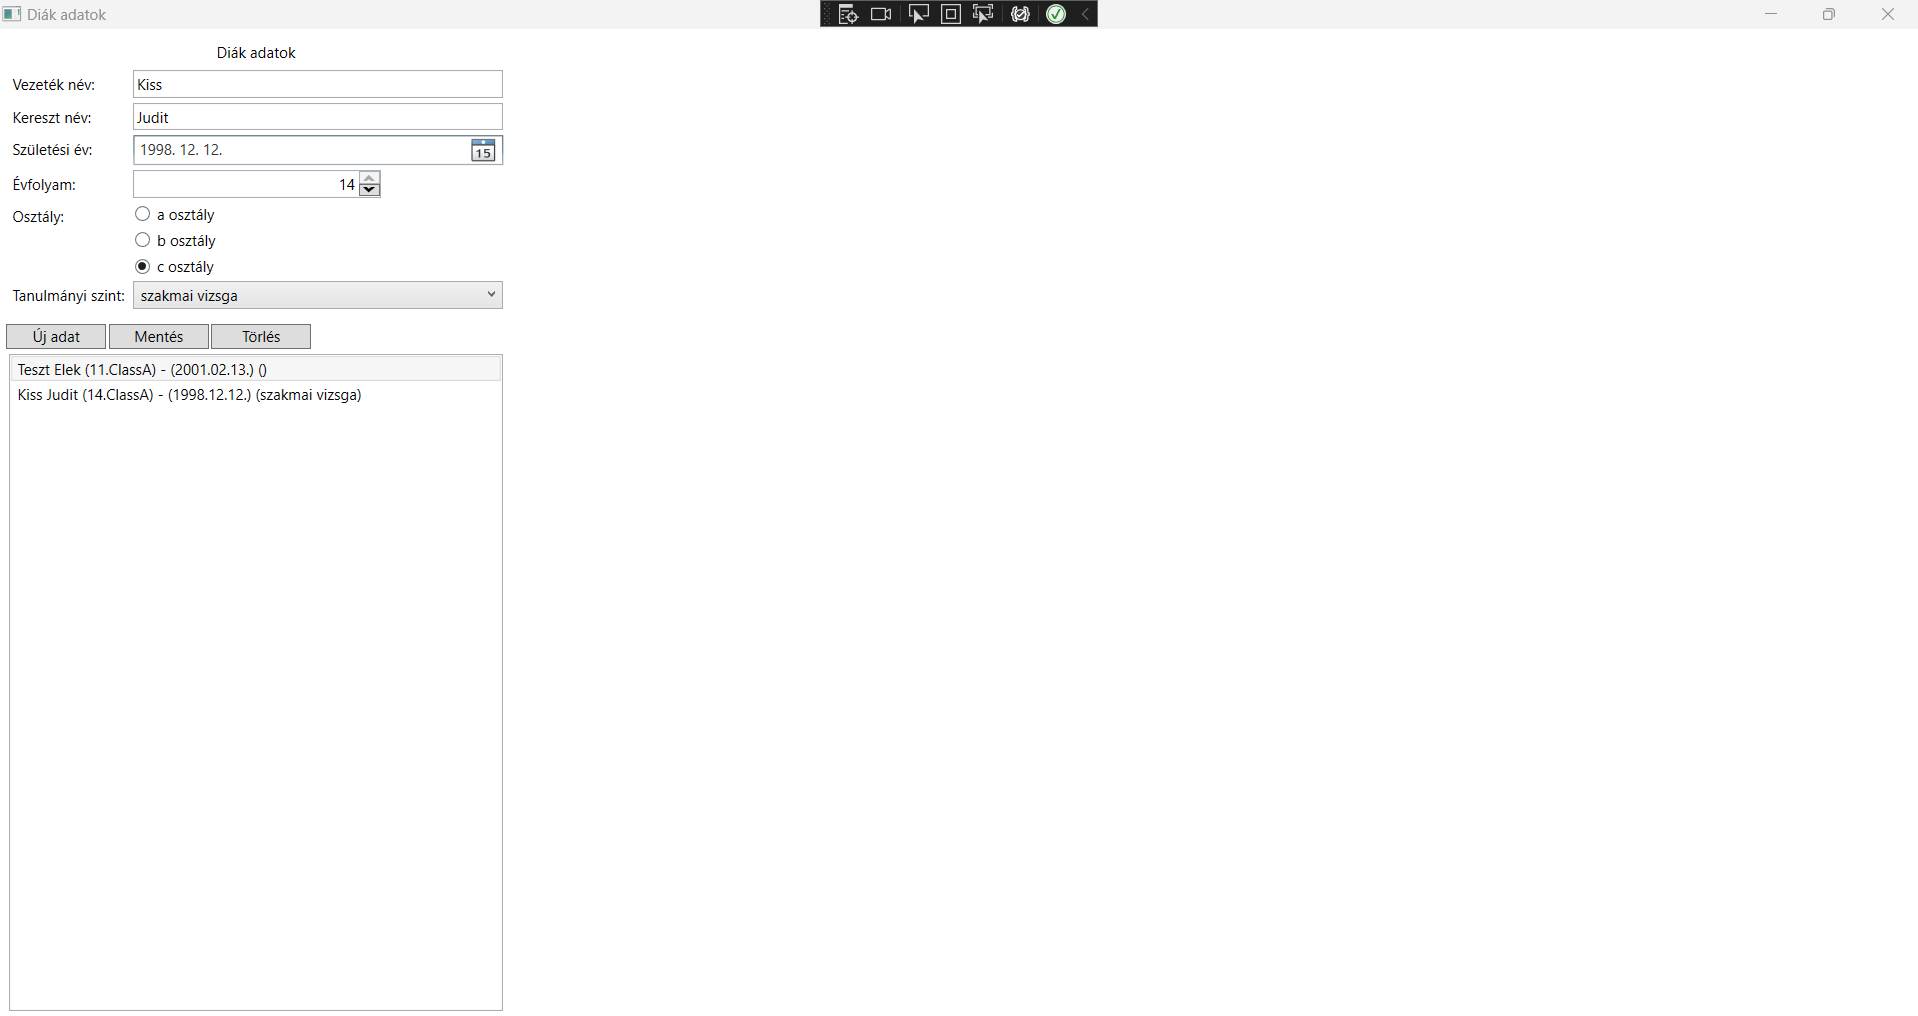 Diák adatok
Diák adatok
Vezeték név: Kiss
Kereszt név: Judit
Születési év: 1998. 12. 12. 15
Évfolyam: 14
Osztály: a osztály
b osztály
c osztály
Tanulmányi szint: szakmai vizsga
Új adat Mentés Törlés
Teszt Elek (11.ClassA) - (2001.02.13.) ()
Kiss Judit (14.ClassA) - (1998.12.12.) (szakmai vizsga)